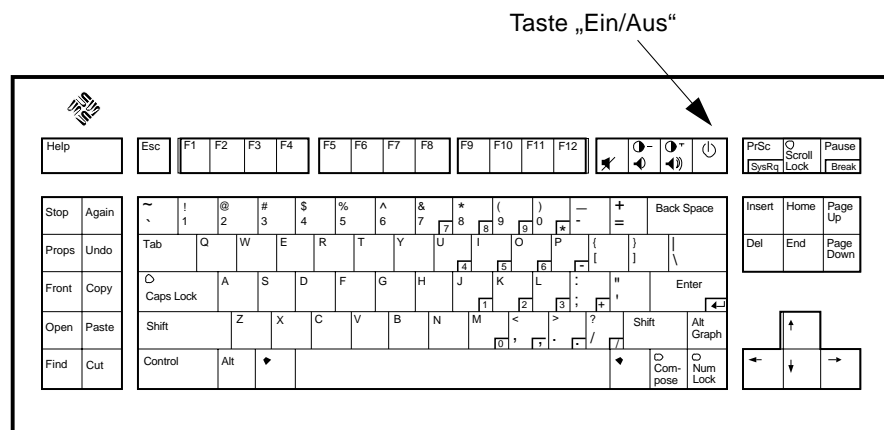 Taste „Ein/Aus“
Help Esc F1 F2 F3 F4 F5 F6 F7 F8 F9 F10 F11 F12 PrSc SysRq Scroll Lock Pause Break
Stop Again ~ ` ! 1 @ 2 # 3 $ 4 % 5 ^ 6 & 7 7 * 8 8 ( 9 9 ) 0 * — - + = Back Space Insert Home Page Up
Props Undo Tab Q W E R T Y U 4 I 5 O 6 P - { [ } ] | \ Del End Page Down
Front Copy Caps Lock A S D F G H J 1 K 2 L 3 : ; + " ' Enter
Open Paste Shift Z X C V B N M 0 < , , > . . ? / / Shift Alt Graph
Find Cut Control Alt Com- pose Num Lock